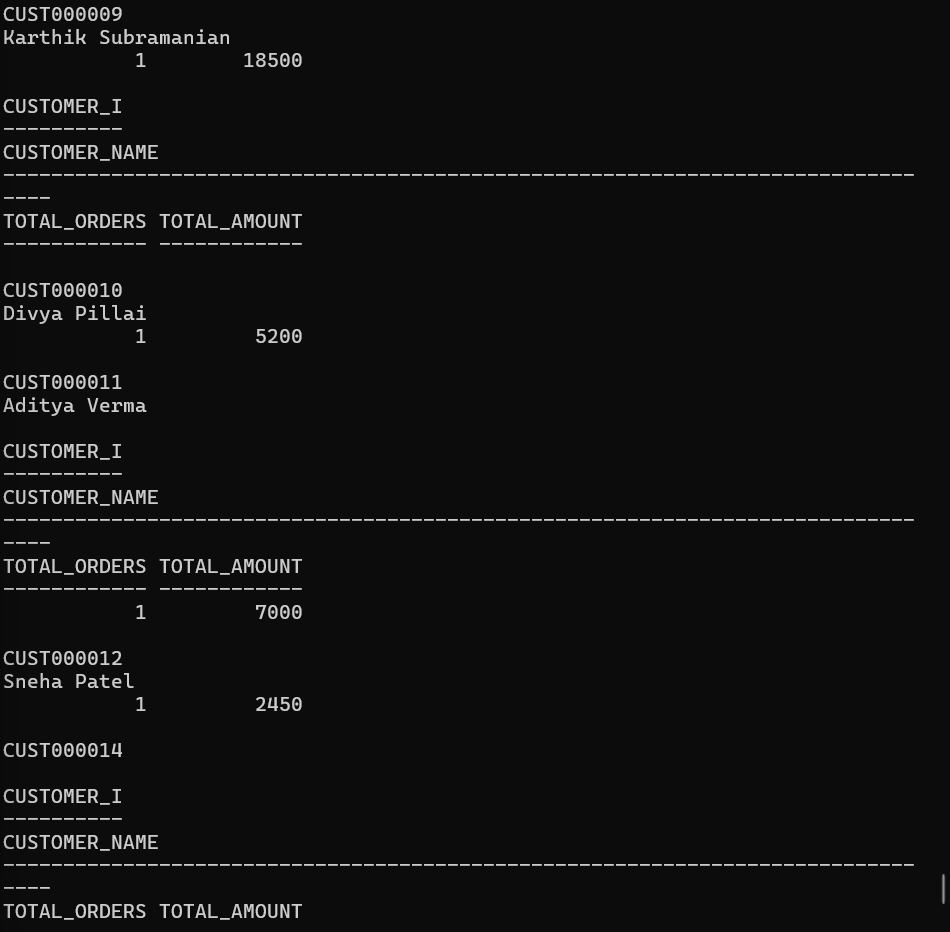 CUST000009
Karthik Subramanian
           1        18500
CUSTOMER_I
----------
CUSTOMER_NAME
----------------------------------------------------------------------------
----
TOTAL_ORDERS TOTAL_AMOUNT
------------ ------------
CUST000010
Divya Pillai
           1         5200
CUST000011
Aditya Verma
CUSTOMER_I
----------
CUSTOMER_NAME
----------------------------------------------------------------------------
----
TOTAL_ORDERS TOTAL_AMOUNT
------------ ------------
           1         7000
CUST000012
Sneha Patel
           1         2450
CUST000014
CUSTOMER_I
----------
CUSTOMER_NAME
----------------------------------------------------------------------------
----
TOTAL_ORDERS TOTAL_AMOUNT